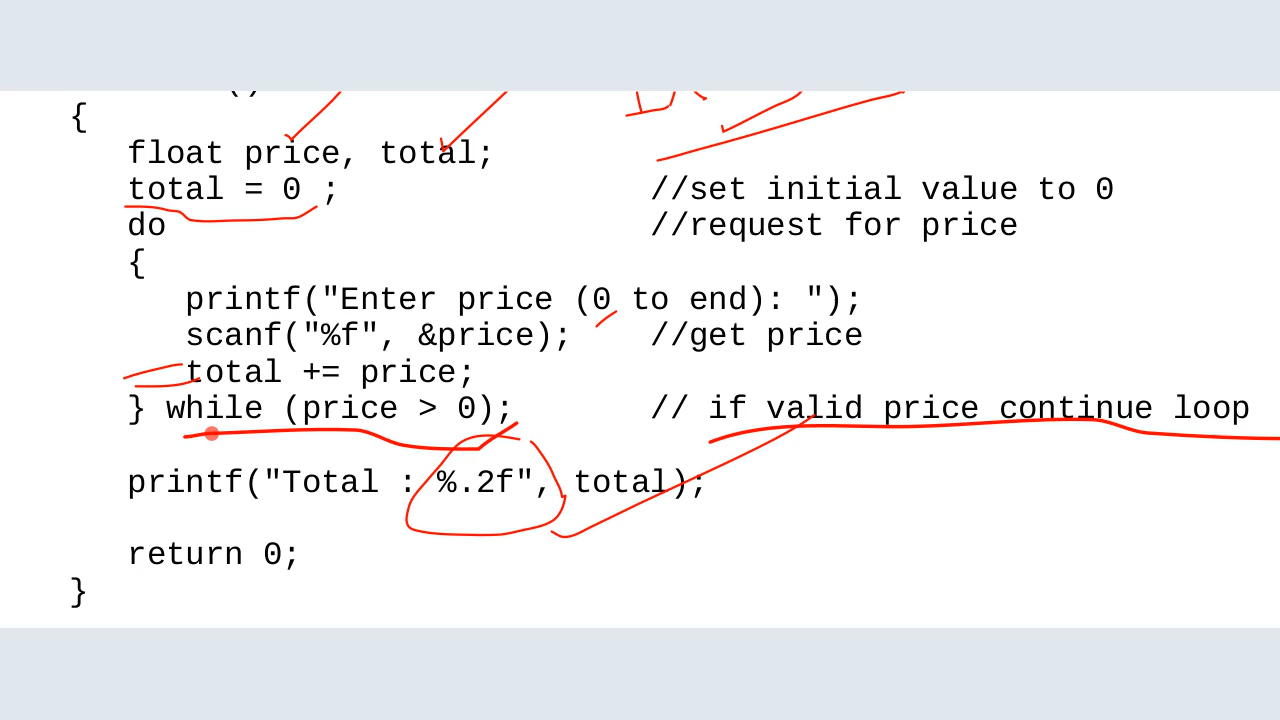 ()
{
float price, total;
total = 0 ; //set initial value to 0
do //request for price
{
printf("Enter price (0 to end): ");
scanf("%f", &price); //get price
total += price;
} while (price > 0); // if valid price continue loop
printf("Total : %.2f", total);
return 0;
}